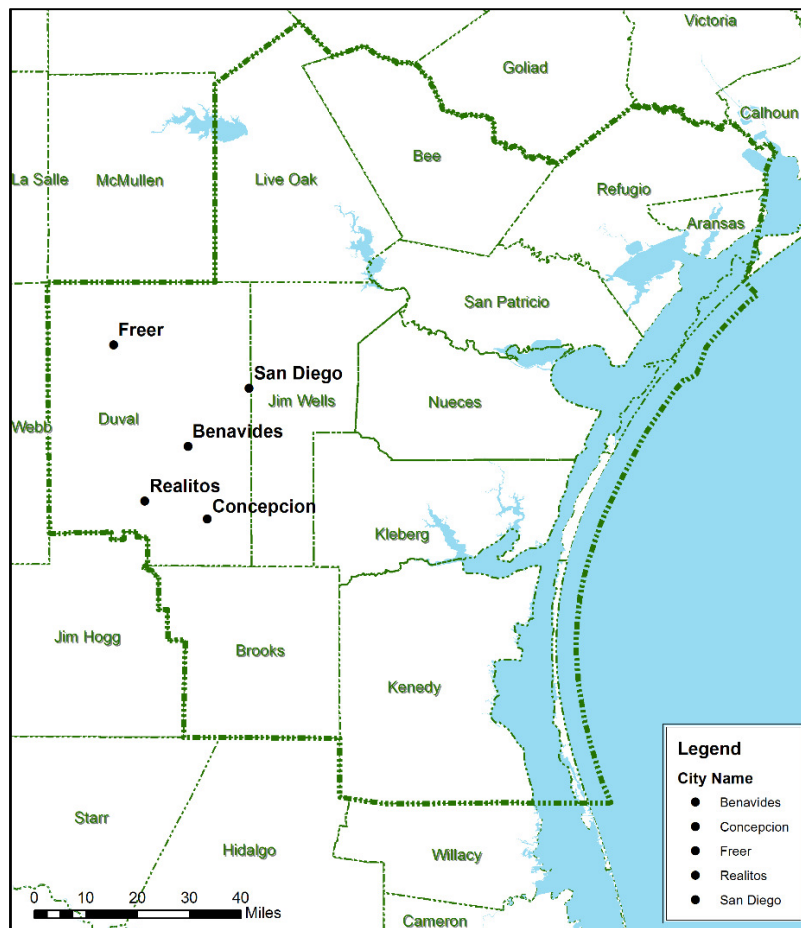 Victoria
Goliad
Calhoun
La Salle
McMullen
Live Oak
Bee
Refugio
Aransas
San Patricio
Freer
San Diego
Jim Wells
Nueces
Webb
Duval
Benavides
Realitos
Concepcion
Kleberg
Jim Hogg
Brooks
Kenedy
Starr
Hidalgo
Willacy
Cameron
0 10 20 30 40
Miles
Legend
City Name
Benavides
Concepcion
Freer
Realitos
San Diego